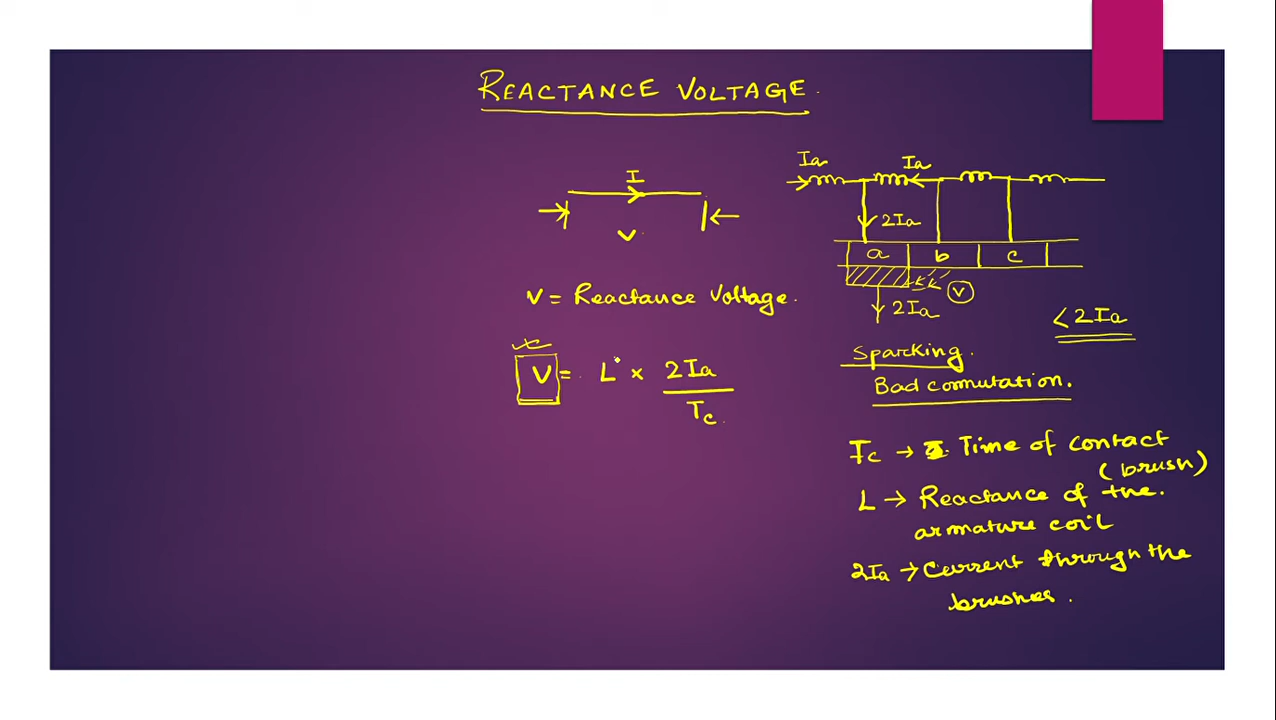 REACTANCE VOLTAGE.
I
V
V = Reactance Voltage.
V = L × 2Ia
Tc
Ia Ia
2Ia
a b c
V
2Ia
< 2Ia
Sparking.
Bad commutation.
Tc → Time of contact
(brush)
L → Reactance of the.
armature coil
2Ia → Current through the
brushes.